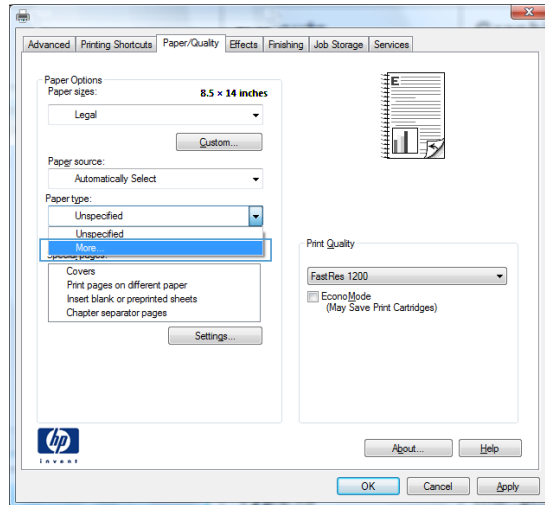 Advanced Printing Shortcuts Paper/Quality Effects Finishing Job Storage Services
Paper Options
Paper sizes: 8.5 × 14 inches
Legal
Custom...
Paper source:
Automatically Select
Paper type:
Unspecified
Unspecified
More...
Special pages:
Covers
Print pages on different paper
Insert blank or preprinted sheets
Chapter separator pages
Settings...
E
Print Quality
FastRes 1200
EconoMode
(May Save Print Cartridges)
hp
invent
About... Help
OK Cancel Apply